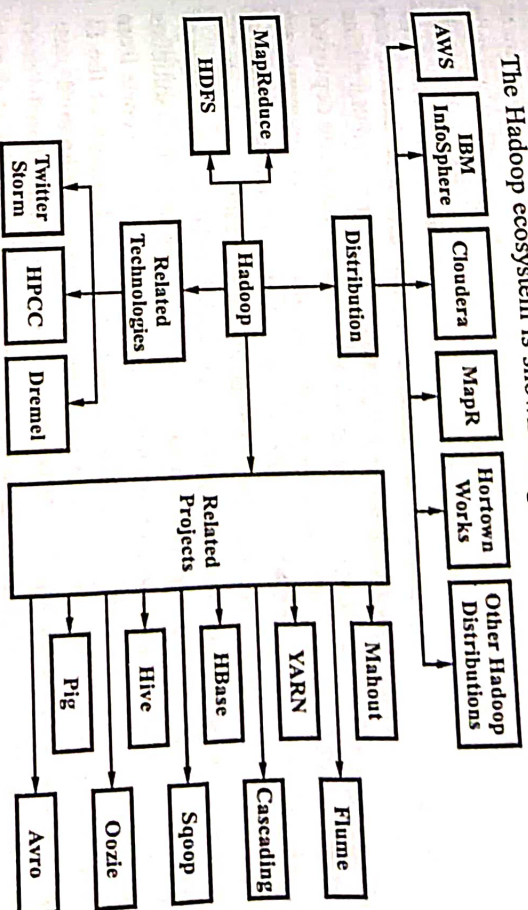 The Hadoop ecosystem is
AWS
IBM
InfoSphere
Cloudera
MapR
Hortown
Works
Other Hadoop
Distributions
Distribution
MapReduce
HDFS
Hadoop
Related
Technologies
Twitter
Storm
HPCC
Dremel
Related
Projects
Mahout
Flume
YARN
Cascading
HBase
Sqoop
Hive
Oozie
Pig
Avro